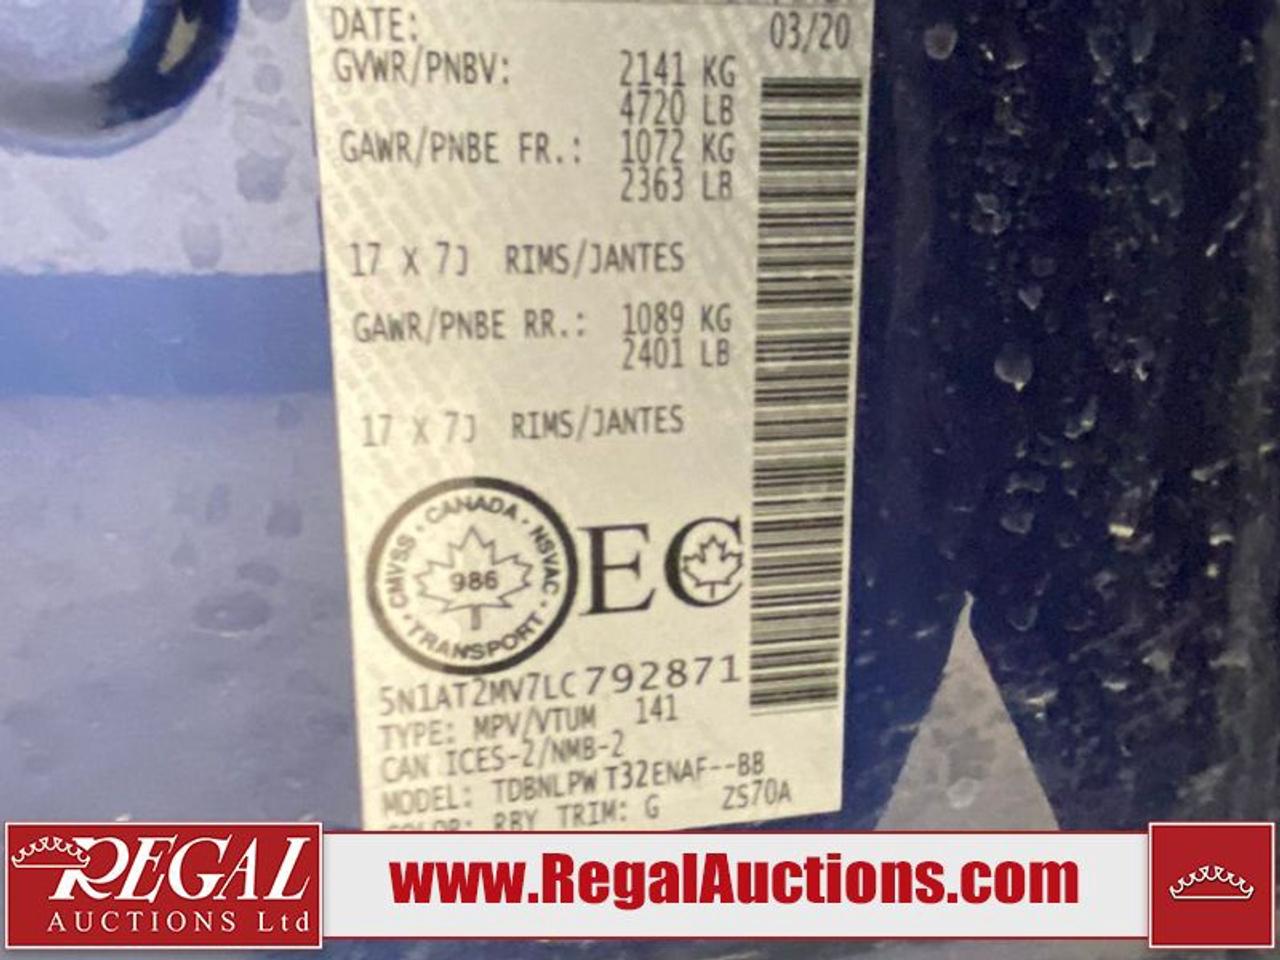 DATE: 03/20
GVWR/PNBV: 2141 KG
4720 LB
GAWR/PNBE FR.: 1072 KG
2363 LB
17 X 7J RIMS/JANTES
GAWR/PNBE RR.: 1089 KG
2401 LB
17 X 7J RIMS/JANTES
CANADA · NSVAC · TRANSPORT · CMVSS ·
986
EC
5N1AT2MV7LC792871
TYPE: MPV/VTUM 141
CAN ICES-2/NMB-2
MODEL: TDBNLPW T32ENAF--BB
COLOR: RBY TRIM: G ZS70A
REGAL
AUCTIONS Ltd
www.RegalAuctions.com